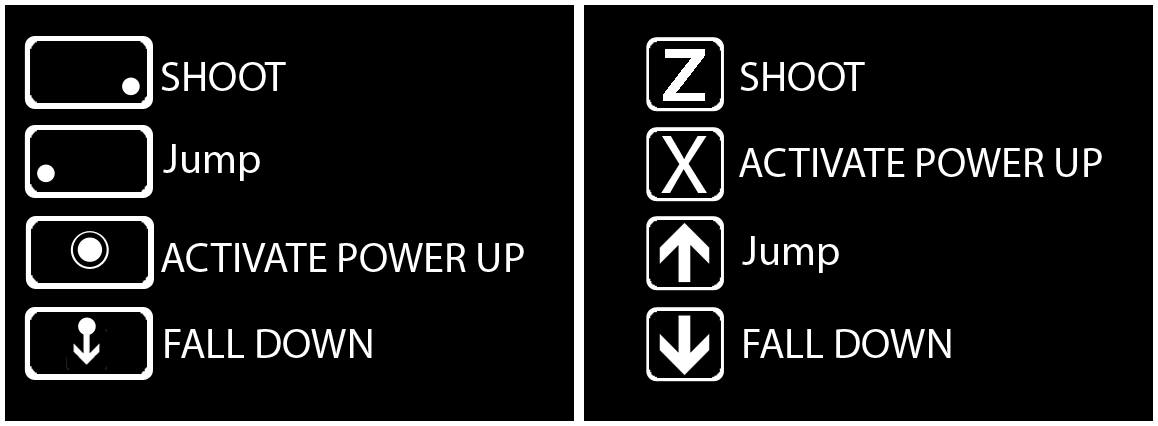 SHOOT
Jump
ACTIVATE POWER UP
FALL DOWN
Z SHOOT
X ACTIVATE POWER UP
Jump
FALL DOWN